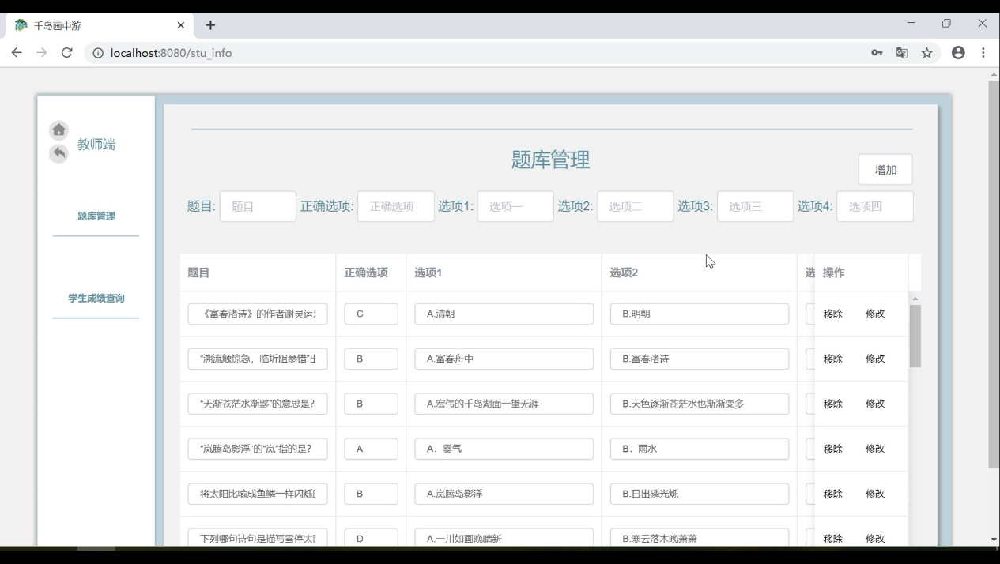 千岛画中游
localhost:8080/stu_info
教师端
题库管理
增加
题目: 题目 正确选项: 正确选项 选项1: 选项一 选项2: 选项二 选项3: 选项三 选项4: 选项四
题库管理
学生成绩查询
题目 正确选项 选项1 选项2 选 操作
《富春渚诗》的作者谢灵运 C A.清朝 B.明朝 移除 修改
“溯流触惊急，临圻阻参错” B A.富春舟中 B.富春渚诗 移除 修改
“天渐苍茫水渐夥”的意思是? B A.宏伟的千岛湖面一望无涯 B.天色逐渐苍茫水也渐渐变多 移除 修改
“岚腾岛影浮”的“岚”指的是? A A．雾气 B．雨水 移除 修改
将太阳比喻成鱼鳞一样闪烁 B A.岚腾岛影浮 B.日出磷光烁 移除 修改
下列哪句诗句是描写雪停 D A.一川如画晚晴新 B.寒云落木晚萧萧 移除 修改